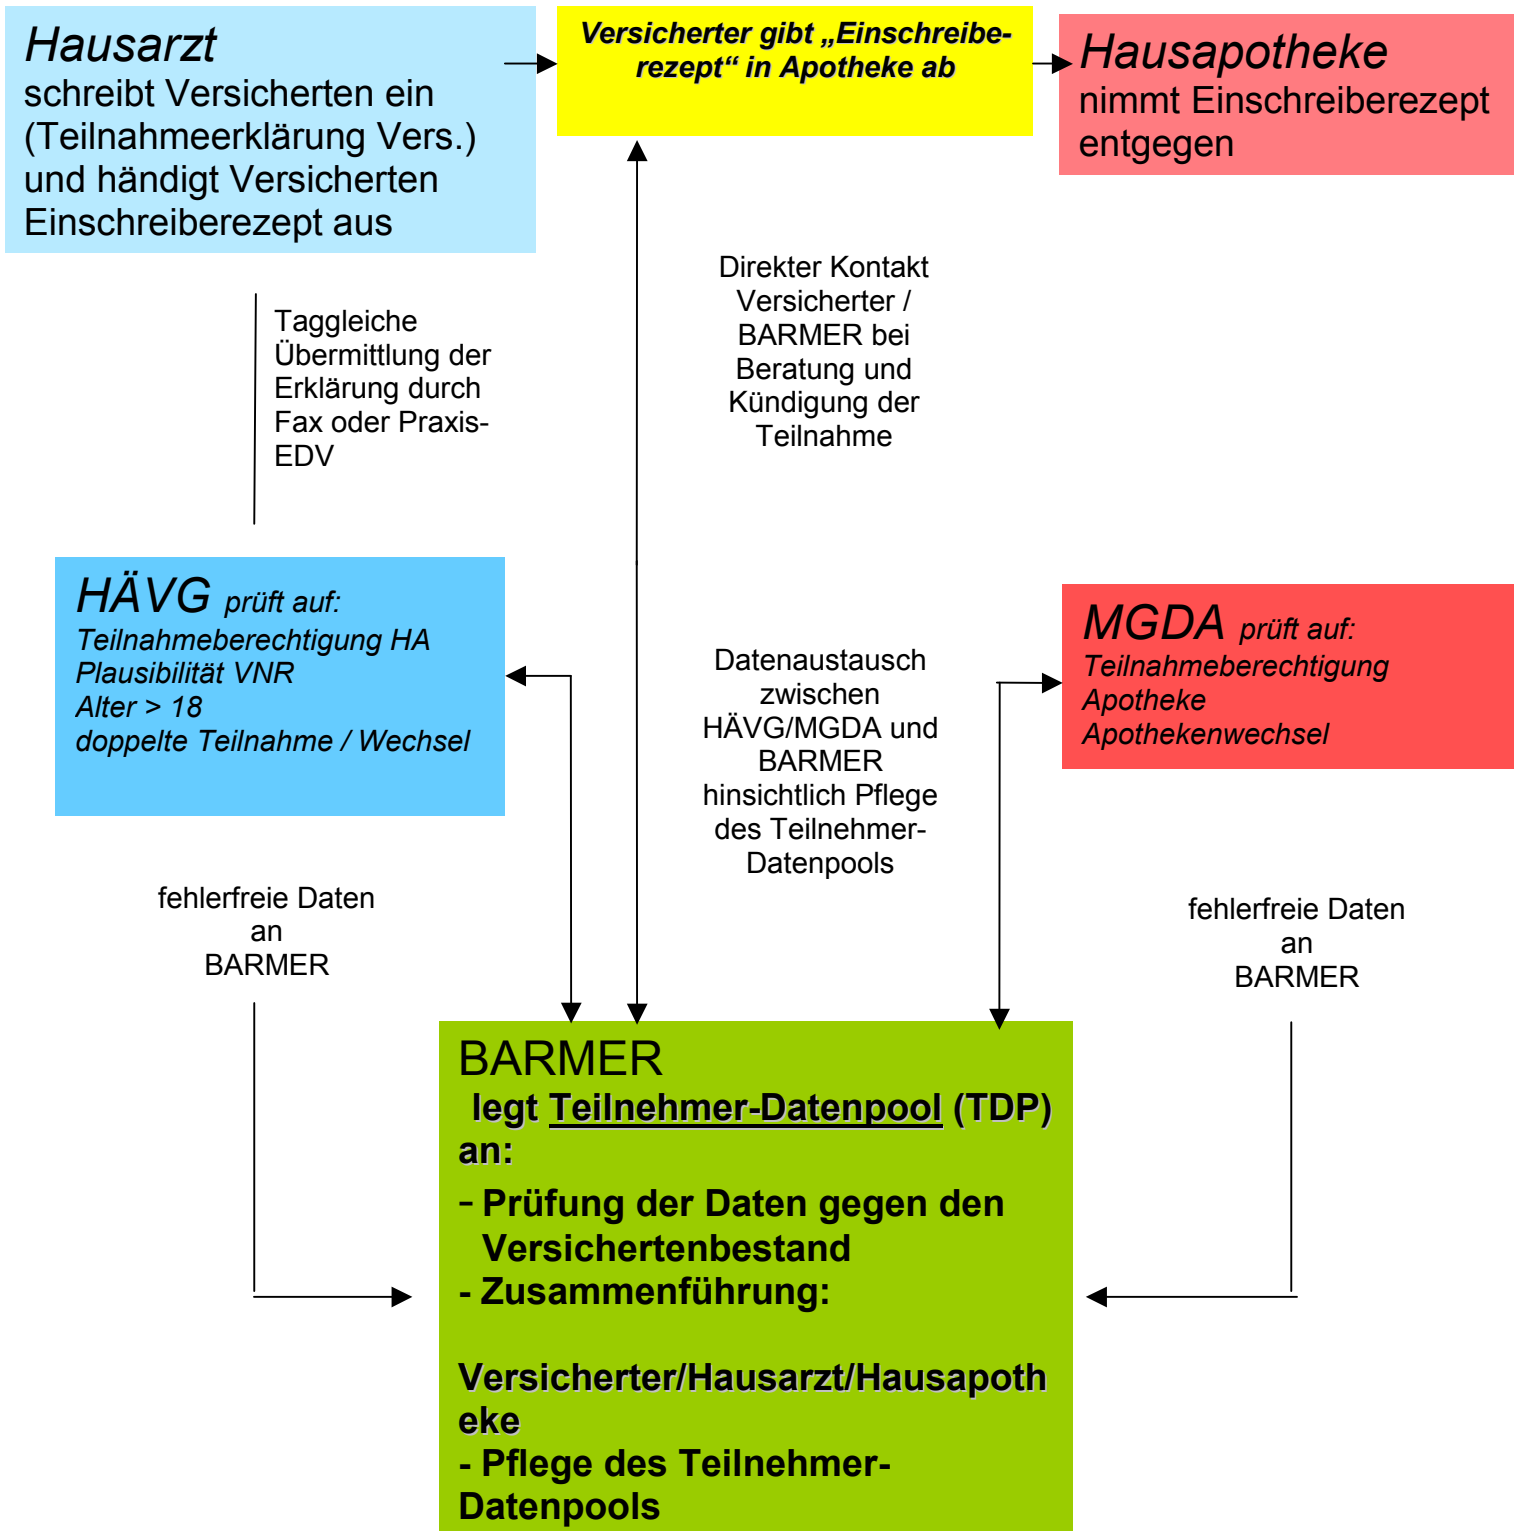 Hausarzt
schreibt Versicherten ein
(Teilnahmeerklärung Vers.)
und händigt Versicherten
Einschreiberezept aus
Versicherter gibt „Einschreibe-
rezept“ in Apotheke ab
Hausapotheke
nimmt Einschreiberezept
entgegen
Taggleiche
Übermittlung der
Erklärung durch
Fax oder Praxis-
EDV
Direkter Kontakt
Versicherter /
BARMER bei
Beratung und
Kündigung der
Teilnahme
HÄVG prüft auf:
Teilnahmeberechtigung HA
Plausibilität VNR
Alter > 18
doppelte Teilnahme / Wechsel
Datenaustausch
zwischen
HÄVG/MGDA und
BARMER
hinsichtlich Pflege
des Teilnehmer-
Datenpools
MGDA prüft auf:
Teilnahmeberechtigung
Apotheke
Apothekenwechsel
fehlerfreie Daten
an
BARMER
fehlerfreie Daten
an
BARMER
BARMER
legt Teilnehmer-Datenpool (TDP)
an:
- Prüfung der Daten gegen den
Versichertenbestand
- Zusammenführung:
Versicherter/Hausarzt/Hausapoth
eke
- Pflege des Teilnehmer-
Datenpools